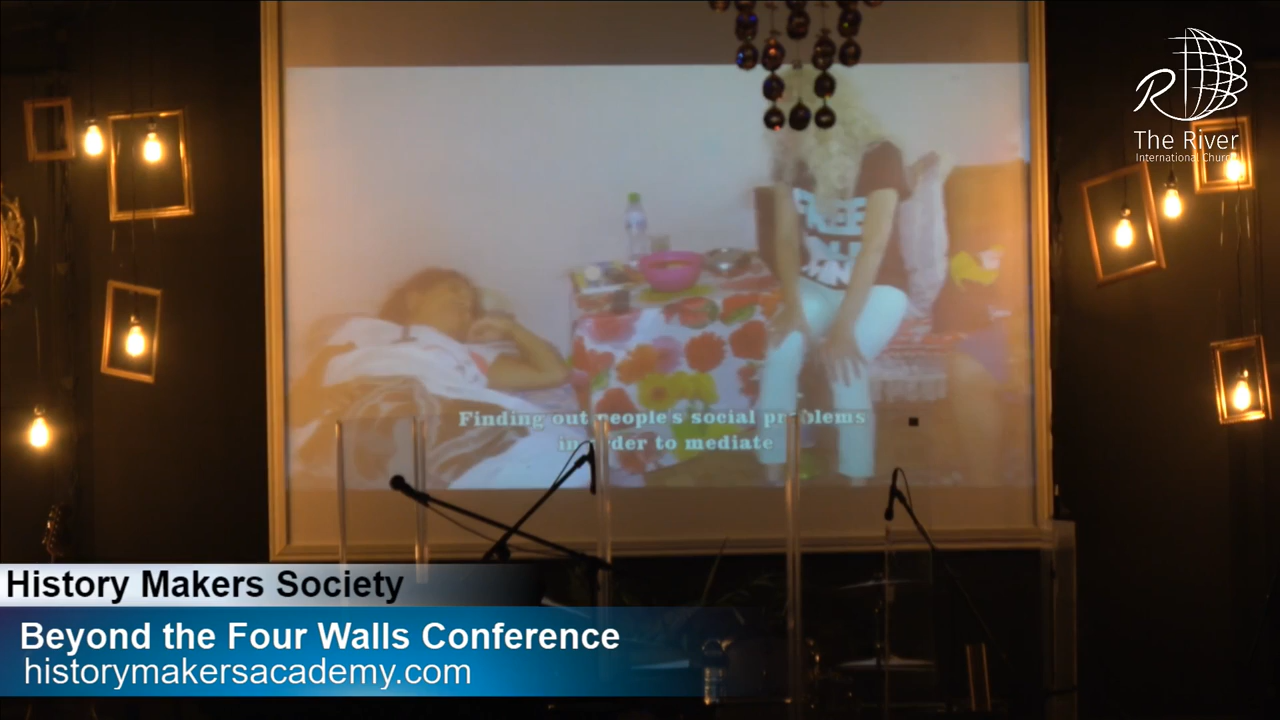 R
The River
International Church
FREE
Finding out people's social problems
in order to mediate
History Makers Society
Beyond the Four Walls Conference
historymakersacademy.com